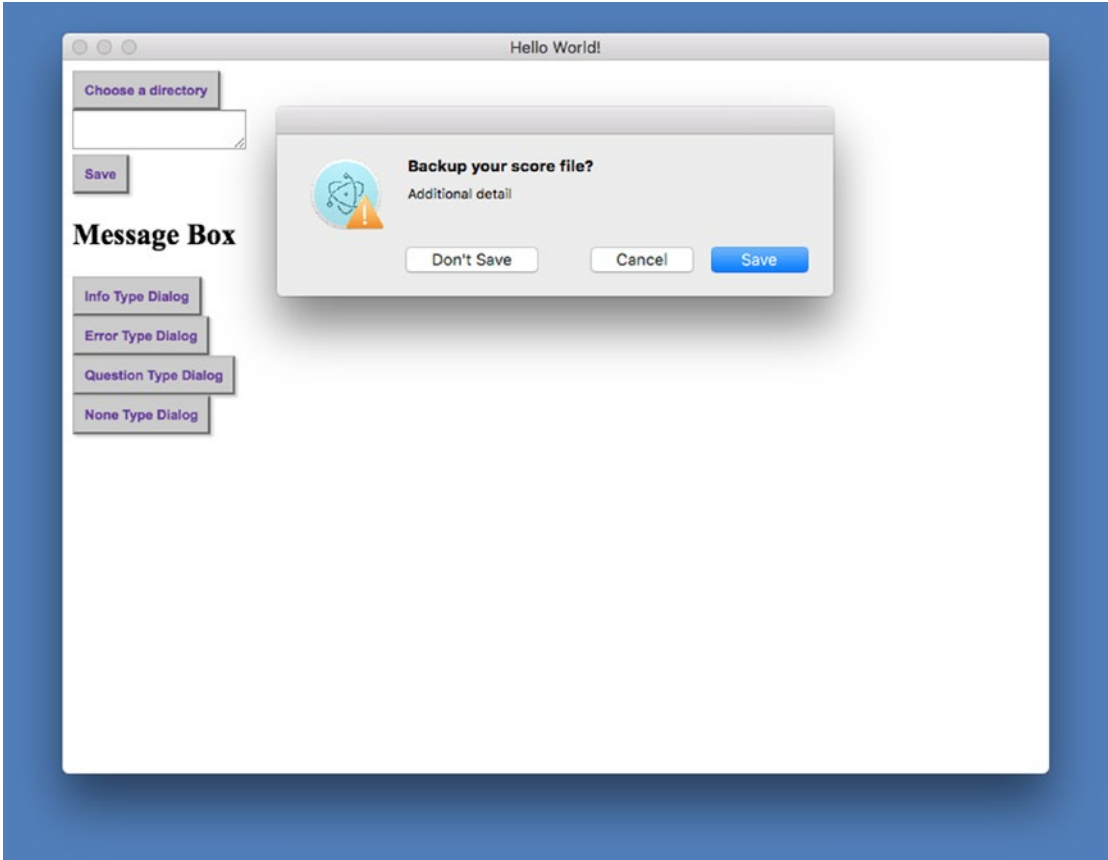 Hello World!
Choose a directory
Save
Message Box
Info Type Dialog
Error Type Dialog
Question Type Dialog
None Type Dialog
Backup your score file?
Additional detail
Don't Save Cancel Save